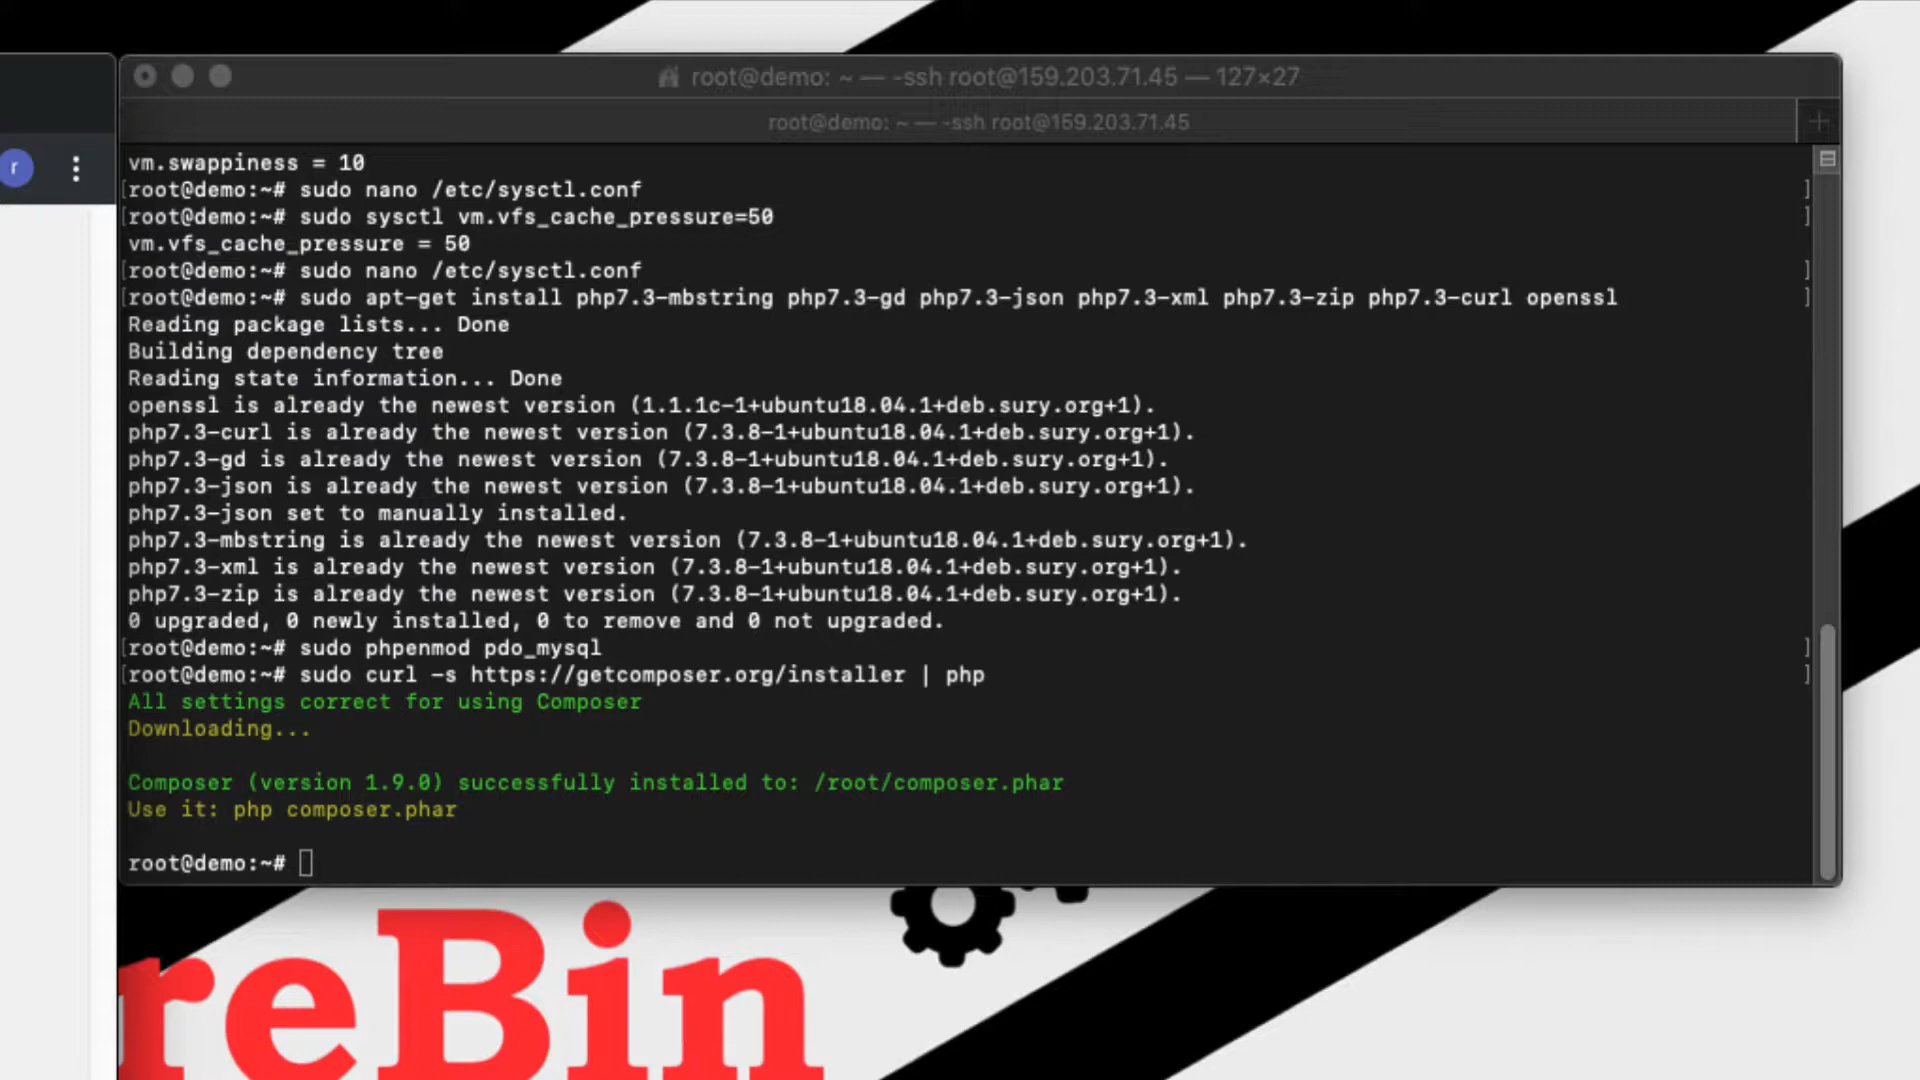 root@demo: ~ — -ssh root@159.203.71.45 — 127×27
root@demo: ~ — -ssh root@159.203.71.45
r
vm.swappiness = 10
[root@demo:~# sudo nano /etc/sysctl.conf ]
[root@demo:~# sudo sysctl vm.vfs_cache_pressure=50 ]
vm.vfs_cache_pressure = 50
[root@demo:~# sudo nano /etc/sysctl.conf ]
[root@demo:~# sudo apt-get install php7.3-mbstring php7.3-gd php7.3-json php7.3-xml php7.3-zip php7.3-curl openssl ]
Reading package lists... Done
Building dependency tree
Reading state information... Done
openssl is already the newest version (1.1.1c-1+ubuntu18.04.1+deb.sury.org+1).
php7.3-curl is already the newest version (7.3.8-1+ubuntu18.04.1+deb.sury.org+1).
php7.3-gd is already the newest version (7.3.8-1+ubuntu18.04.1+deb.sury.org+1).
php7.3-json is already the newest version (7.3.8-1+ubuntu18.04.1+deb.sury.org+1).
php7.3-json set to manually installed.
php7.3-mbstring is already the newest version (7.3.8-1+ubuntu18.04.1+deb.sury.org+1).
php7.3-xml is already the newest version (7.3.8-1+ubuntu18.04.1+deb.sury.org+1).
php7.3-zip is already the newest version (7.3.8-1+ubuntu18.04.1+deb.sury.org+1).
0 upgraded, 0 newly installed, 0 to remove and 0 not upgraded.
[root@demo:~# sudo phpenmod pdo_mysql ]
[root@demo:~# sudo curl -s https://getcomposer.org/installer | php ]
All settings correct for using Composer
Downloading...
Composer (version 1.9.0) successfully installed to: /root/composer.phar
Use it: php composer.phar
root@demo:~#
reBin